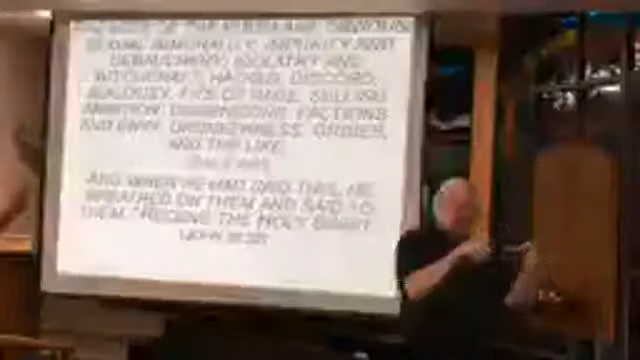 OF THE
SEXUAL IMMORALITY, IMPURITY AND
DEBAUCHERY; IDOLATRY AND
WITCHCRAFT; HATRED, DISCORD,
JEALOUSY, FITS OF RAGE, SELFISH
AMBITION, DISSENSIONS, FACTIONS
AND ENVY; DRUNKENNESS, ORGIES,
AND THE LIKE.
AND WHEN HE HAD SAID THIS, HE
BREATHED ON THEM AND SAID TO
THEM, "RECEIVE THE HOLY SPIRIT